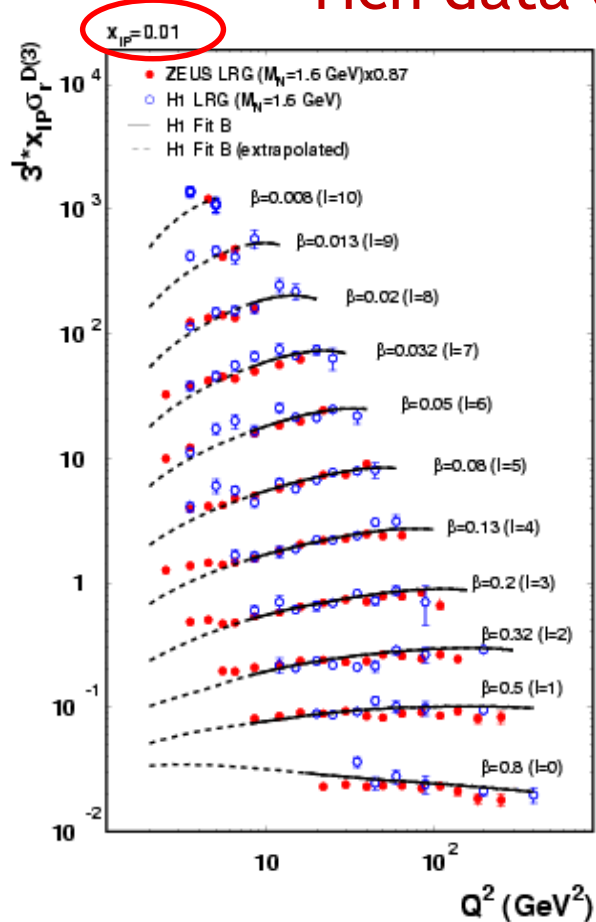 Rich data
x_IP=0.01
3^l*x_IP σ_r^D(3)
ZEUS LRG (M_N=1.6 GeV)x0.87
H1 LRG (M_N=1.6 GeV)
H1 Fit B
H1 Fit B (extrapolated)
10^4
10^3
10^2
10
1
10^-1
10^-2
β=0.008 (l=10)
β=0.013 (l=9)
β=0.02 (l=8)
β=0.032 (l=7)
β=0.05 (l=6)
β=0.08 (l=5)
β=0.13 (l=4)
β=0.2 (l=3)
β=0.32 (l=2)
β=0.5 (l=1)
β=0.8 (l=0)
10
10^2
Q^2 (GeV^2)